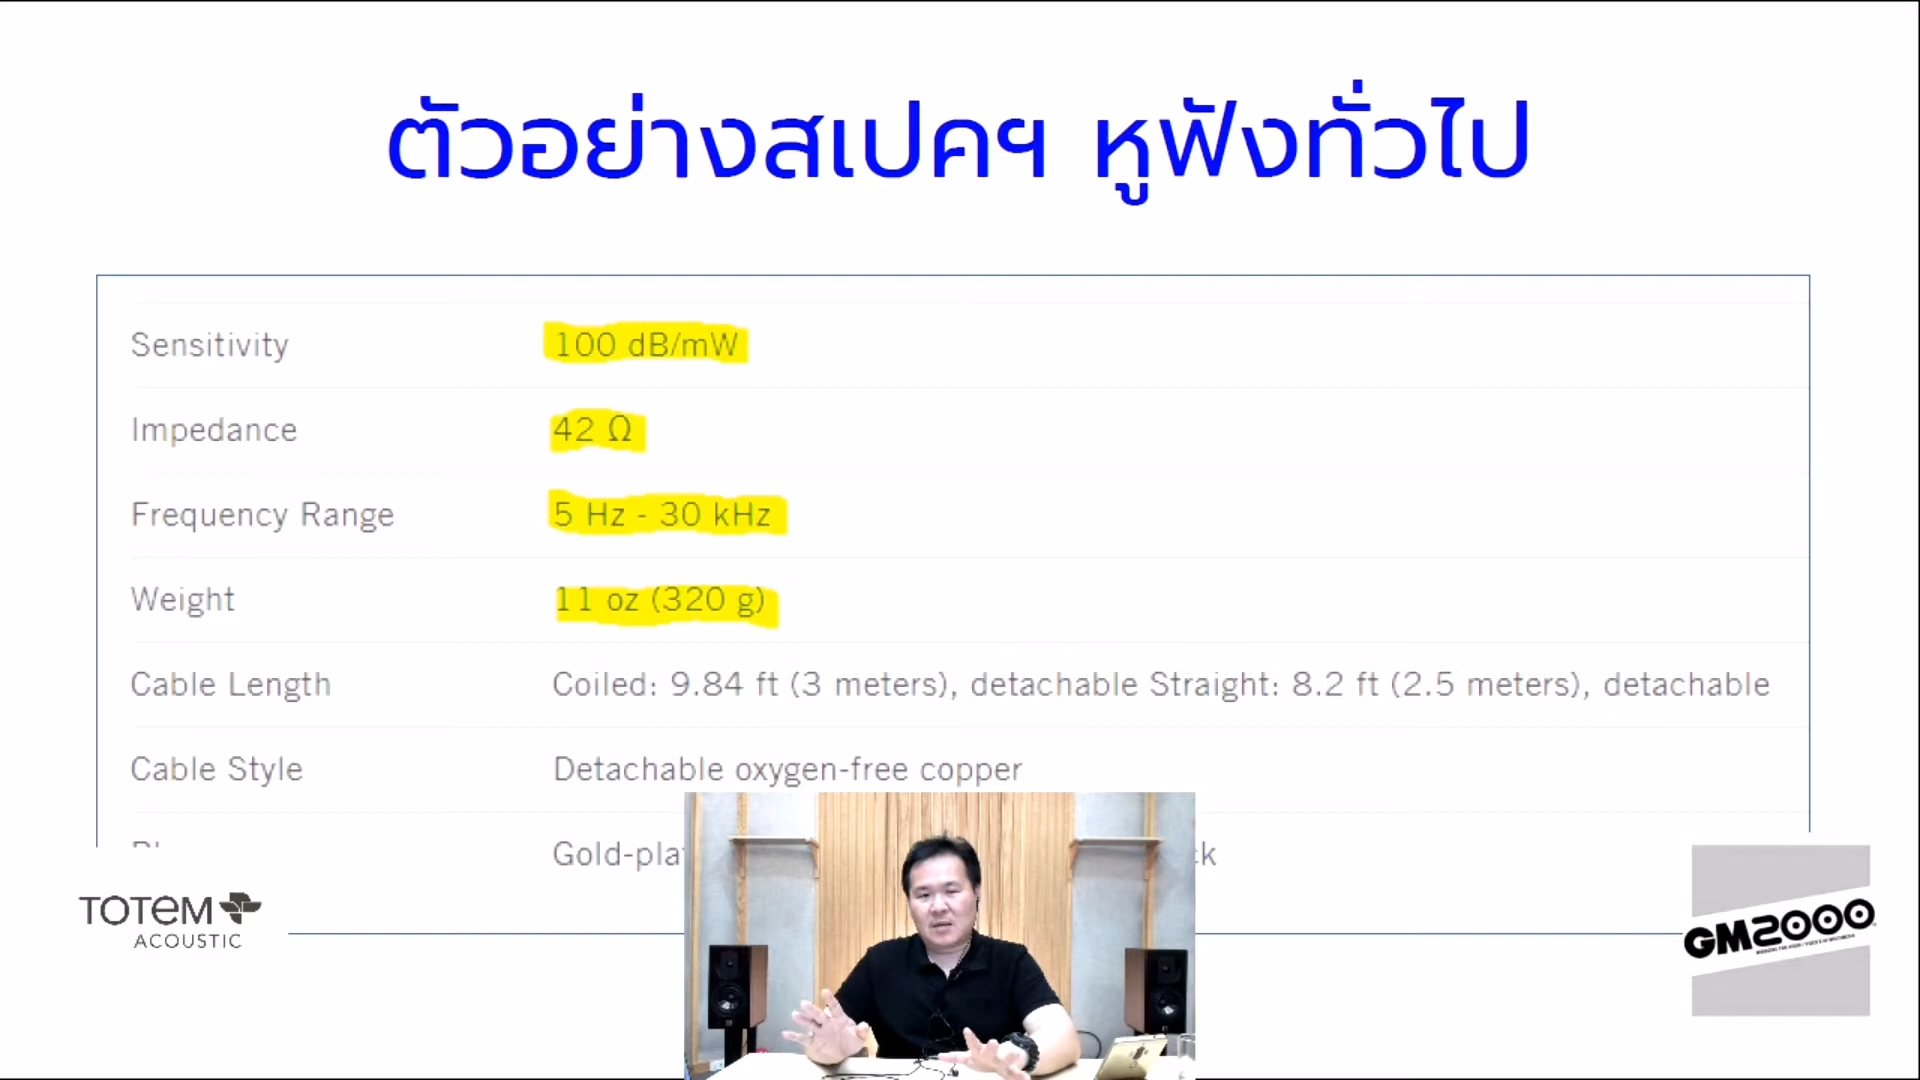 ตัวอย่างสเปคฯ หูฟังทั่วไป
Sensitivity 100 dB/mW
Impedance 42 Ω
Frequency Range 5 Hz - 30 kHz
Weight 11 oz (320 g)
Cable Length Coiled: 9.84 ft (3 meters), detachable Straight: 8.2 ft (2.5 meters), detachable
Cable Style Detachable oxygen-free copper
TOTEM
ACOUSTIC
GM2000